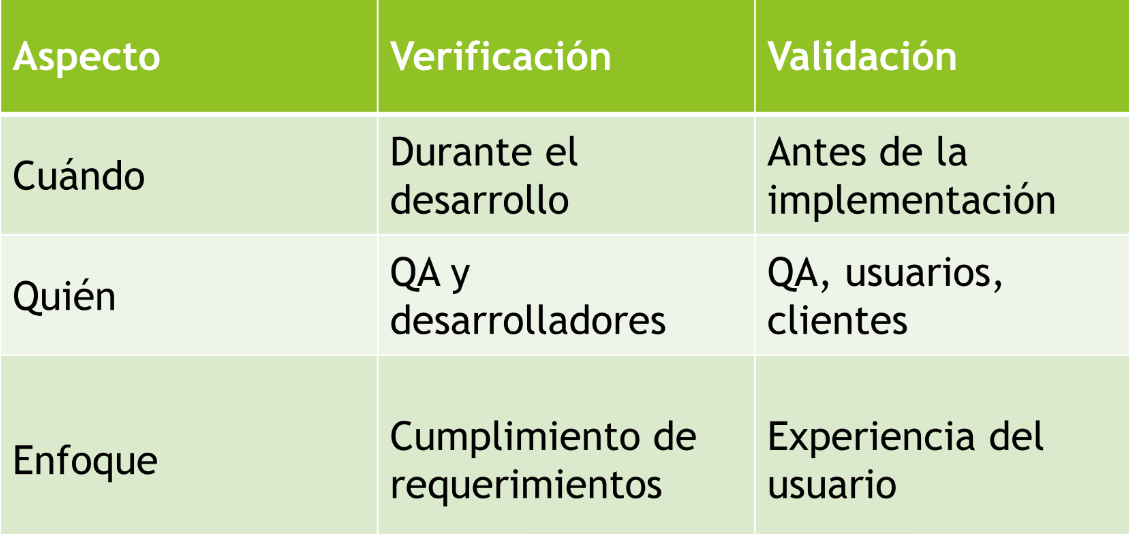 Aspecto
Verificación
Validación
Cuándo
Durante el
desarrollo
Antes de la
implementación
Quién
QA y
desarrolladores
QA, usuarios,
clientes
Enfoque
Cumplimiento de
requerimientos
Experiencia del
usuario